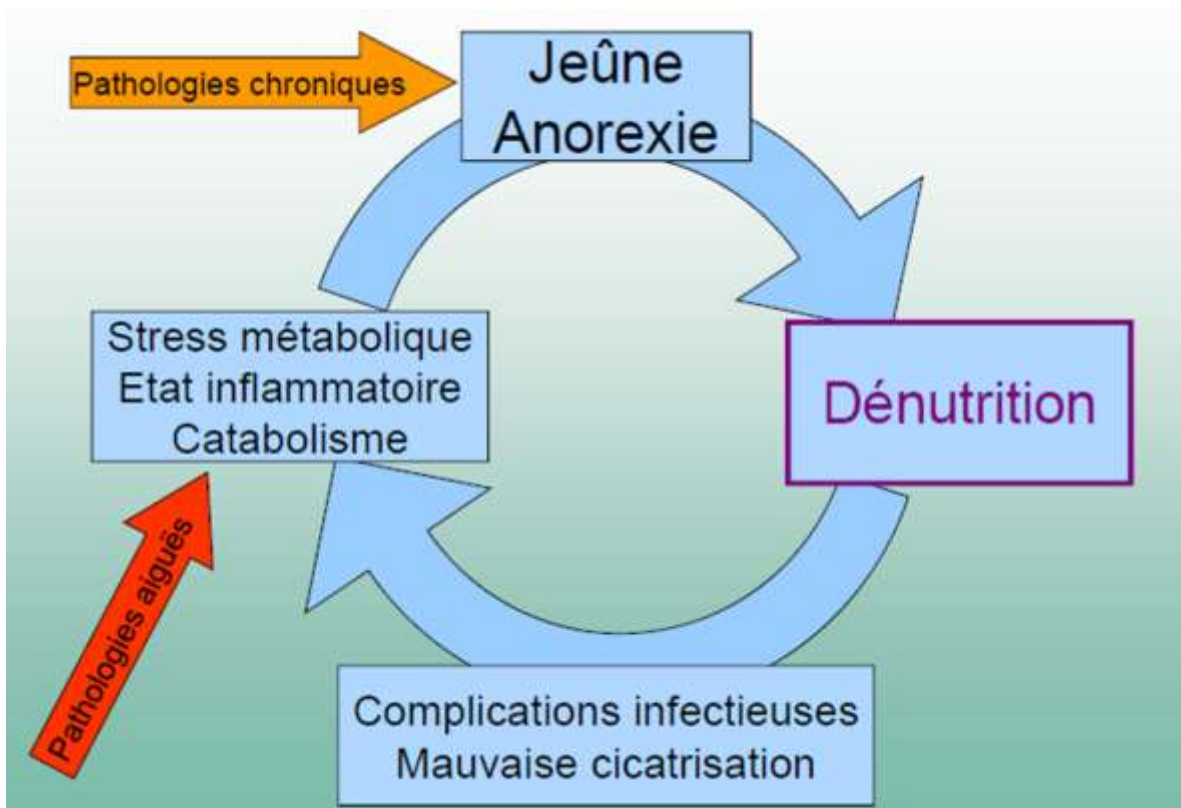 Pathologies chroniques
Jeûne
Anorexie
Stress métabolique
Etat inflammatoire
Catabolisme
Dénutrition
Pathologies aiguës
Complications infectieuses
Mauvaise cicatrisation